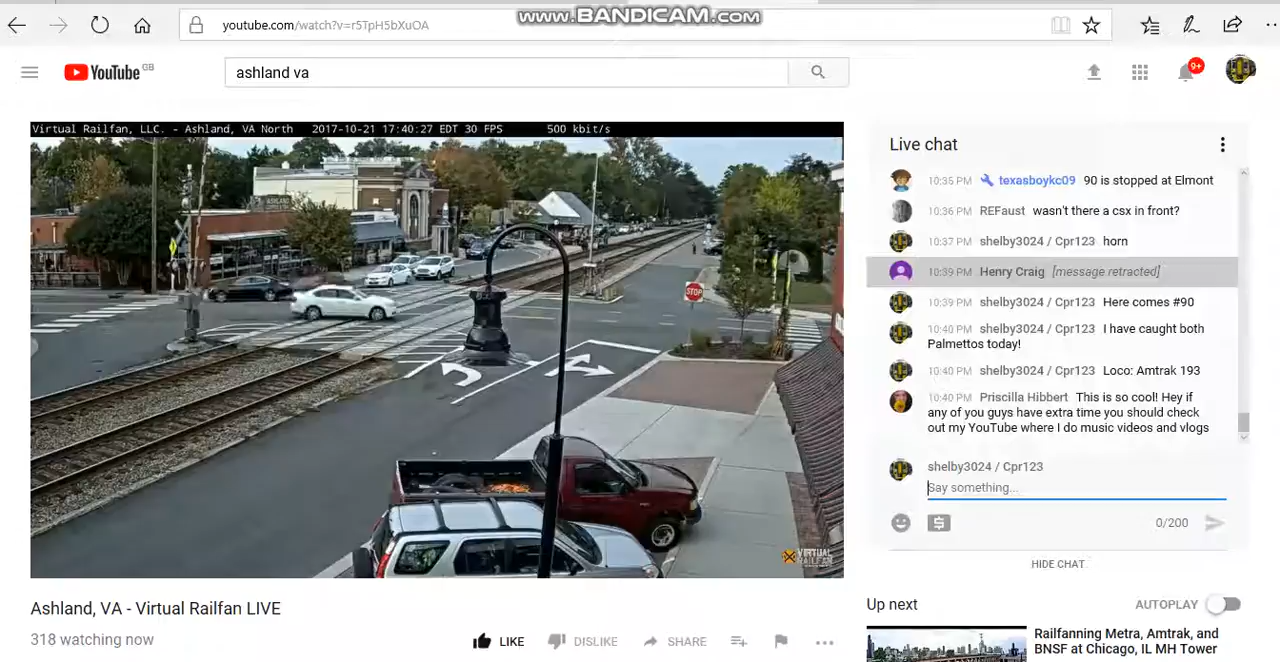 www.BANDICAM.com
youtube.com/watch?v=r5TpH5bXuOA
YouTube GB
ashland va
9+
Virtual Railfan, LLC. - Ashland, VA North 2017-10-21 17:40:27 EDT 30 FPS 500 kbit/s
STOP
VIRTUAL
RAILFAN
Live chat
10:35 PM texasboykc09 90 is stopped at Elmont
10:36 PM REFaust wasn't there a csx in front?
10:37 PM shelby3024 / Cpr123 horn
10:39 PM Henry Craig [message retracted]
10:39 PM shelby3024 / Cpr123 Here comes #90
10:40 PM shelby3024 / Cpr123 I have caught both
Palmettos today!
10:40 PM shelby3024 / Cpr123 Loco: Amtrak 193
10:40 PM Priscilla Hibbert This is so cool! Hey if
any of you guys have extra time you should check
out my YouTube where I do music videos and vlogs
shelby3024 / Cpr123
Say something...
0/200
HIDE CHAT
Ashland, VA - Virtual Railfan LIVE
318 watching now
LIKE DISLIKE SHARE
Up next AUTOPLAY
Railfanning Metra, Amtrak, and
BNSF at Chicago, IL MH Tower